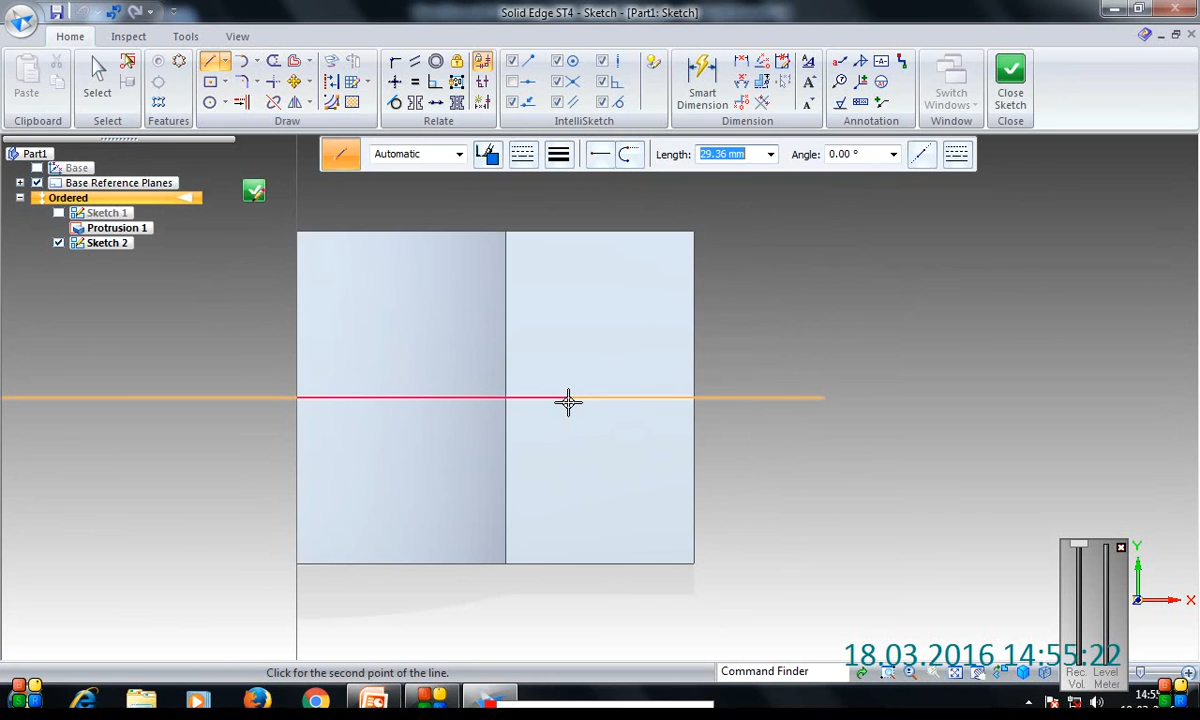 Solid Edge ST4 - Sketch - [Part1: Sketch]
Home Inspect Tools View
Paste
Select
Smart Dimension
Switch Windows
Close Sketch
Clipboard Select Features Draw Relate IntelliSketch Dimension Annotation Window Close
Automatic Length: 29.36 mm Angle: 0.00 °
Part1
Base
Base Reference Planes
Ordered
Sketch 1
Protrusion 1
Sketch 2
Y
X
18.03.2016 14:55:22
Click for the second point of the line.
Command Finder
Rec. Vol. Level Meter